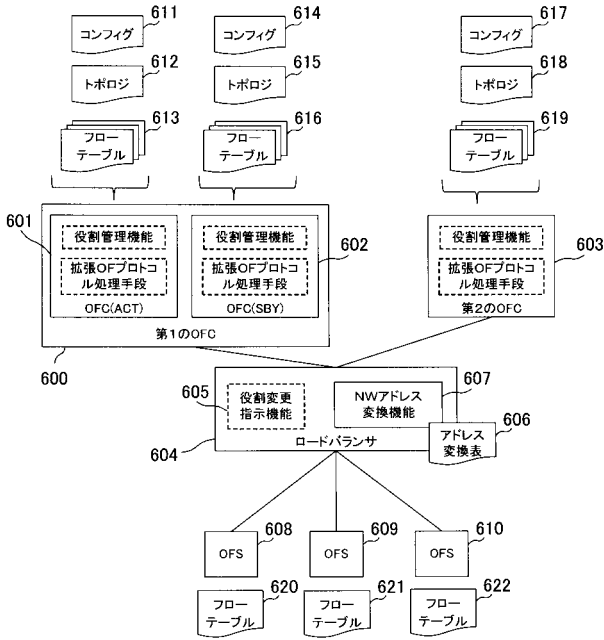 611
614
617
コンフィグ
コンフィグ
コンフィグ
612
615
618
トポロジ
トポロジ
トポロジ
613
616
619
フロー
テーブル
フロー
テーブル
フロー
テーブル
601
役割管理機能
拡張OFプロトコ
ル処理手段
OFC(ACT)
602
役割管理機能
拡張OFプロトコ
ル処理手段
OFC(SBY)
第1のOFC
600
603
役割管理機能
拡張OFプロトコ
ル処理手段
第2のOFC
605
役割変更
指示機能
607
NWアドレス
変換機能
606
アドレス
変換表
604
ロードバランサ
608
OFS
609
OFS
610
OFS
620
フロー
テーブル
621
フロー
テーブル
622
フロー
テーブル